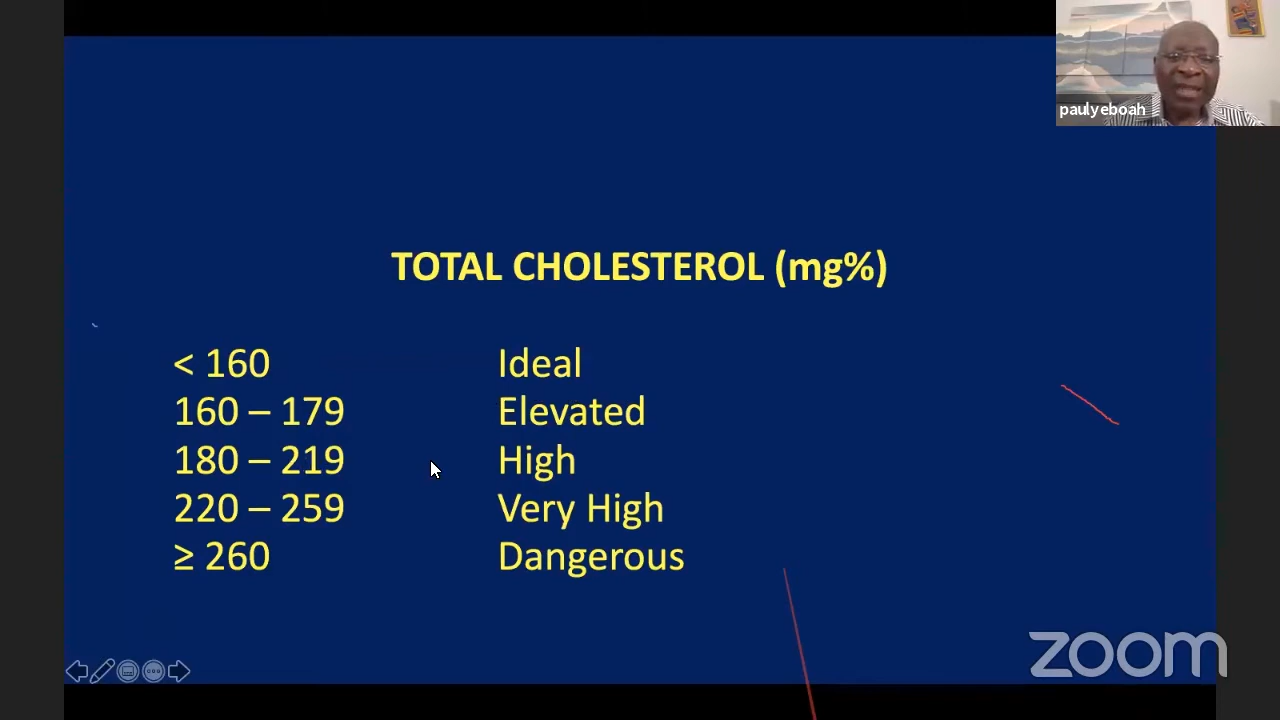 paulyeboah
TOTAL CHOLESTEROL (mg%)
< 160 Ideal
160 – 179 Elevated
180 – 219 High
220 – 259 Very High
≥ 260 Dangerous
zoom